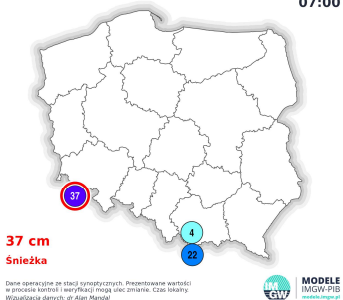 07:00
37
4
22
37 cm
Śnieżka
Dane operacyjne ze stacji synoptycznych. Prezentowane wartości
w procesie kontroli i weryfikacji mogą ulec zmianie. Czas lokalny.
Wizualizacja danych: dr Alan Mandal
IMGW
MODELE
IMGW-PIB
modele.imgw.pl